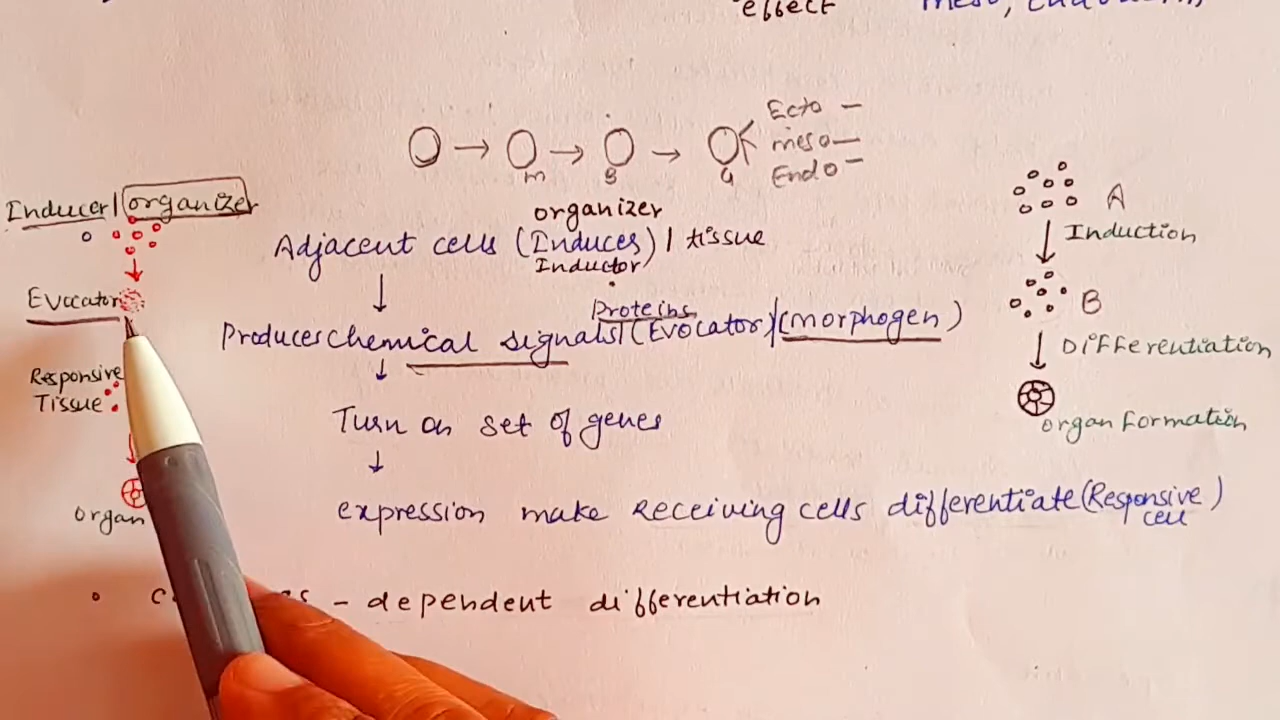 effect
Ecto -
meso-
Endo -
m
B
G
Inducer| organizer
organizer
Adjacent cells (Induces) | tissue
Inductor
A
Induction
B
Evocator
Proteins
Produces chemical signals|(Evocator)|(morphogen)
Differentiation
Responsive
Tissue
Turn on set of genes
organ formation
organ
expression make receiving cells differentiate (Responsive)
cell
- dependent differentiation